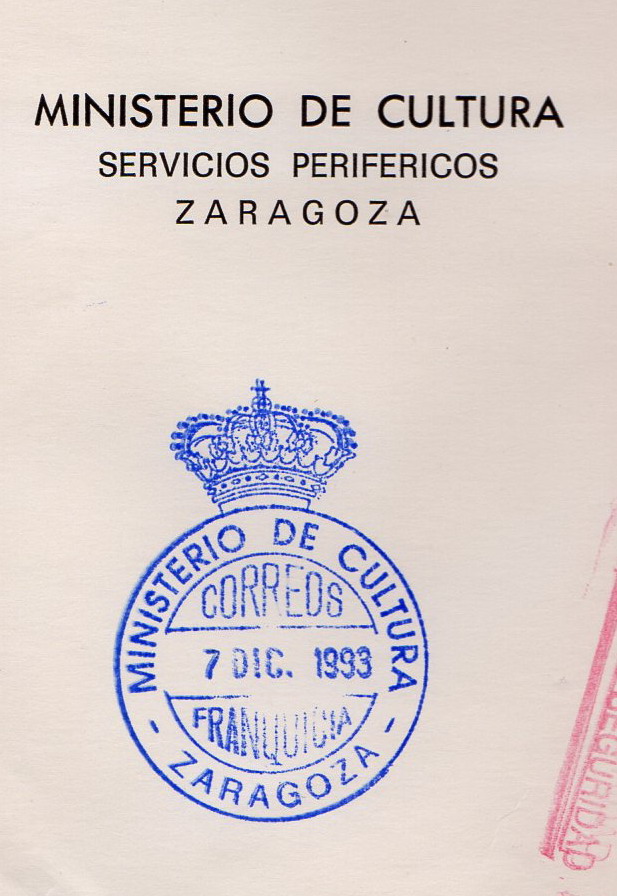 MINISTERIO DE CULTURA
SERVICIOS PERIFERICOS
ZARAGOZA
MINISTERIO DE CULTURA
CORREOS
7 DIC. 1993
FRANQUICIA
- ZARAGOZA -
SEGURIDAD